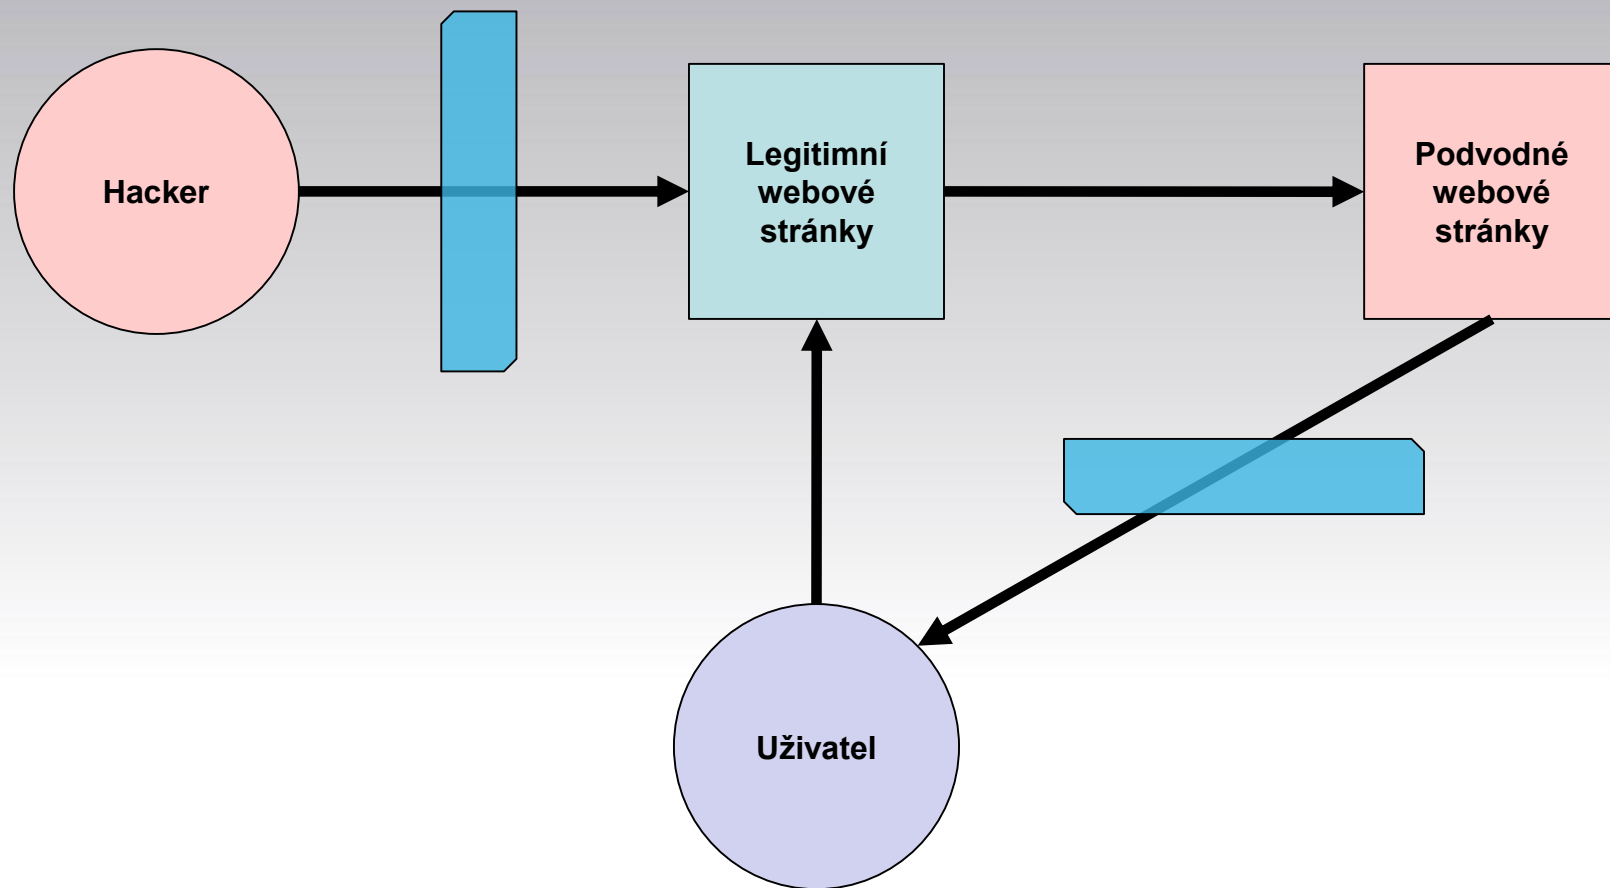 Hacker
Legitimní
webové
stránky
Podvodné
webové
stránky
Uživatel